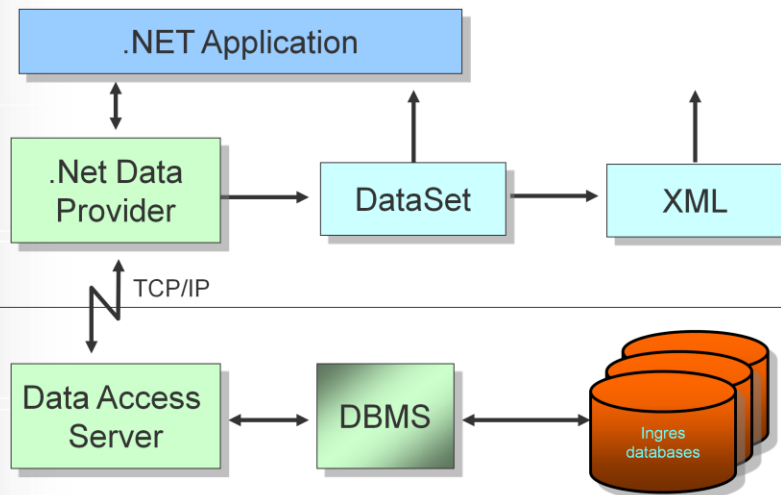 .NET Application
.Net Data
Provider
DataSet
XML
TCP/IP
Data Access
Server
DBMS
Ingres
databases